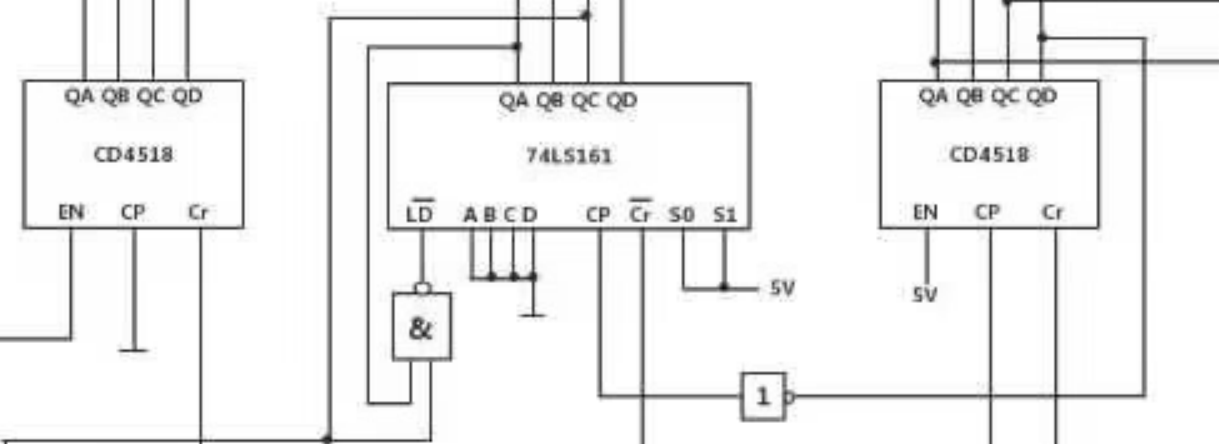 QA QB QC QD
CD4518
EN CP Cr
QA QB QC QD
74LS161
LD A B C D CP Cr S0 S1
&
5V
1
QA QB QC QD
CD4518
EN CP Cr
5V